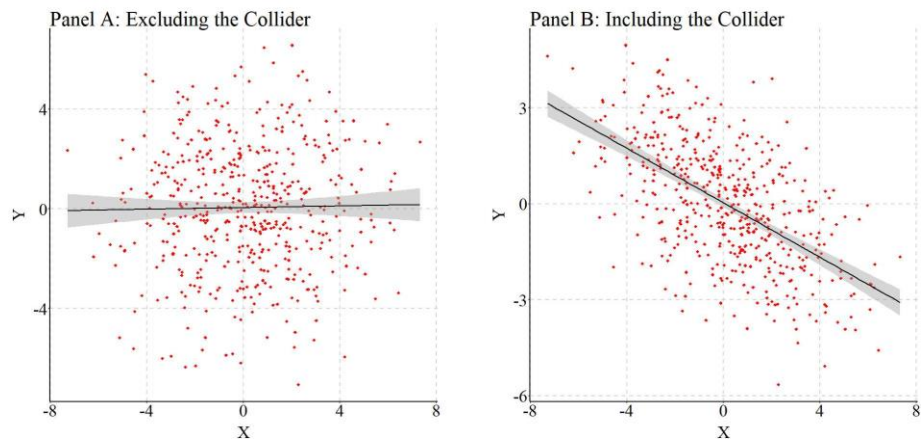 Panel A: Excluding the Collider
4
0
-4
Y
-8
-4
0
4
8
X
Panel B: Including the Collider
3
0
-3
-6
Y
-8
-4
0
4
8
X